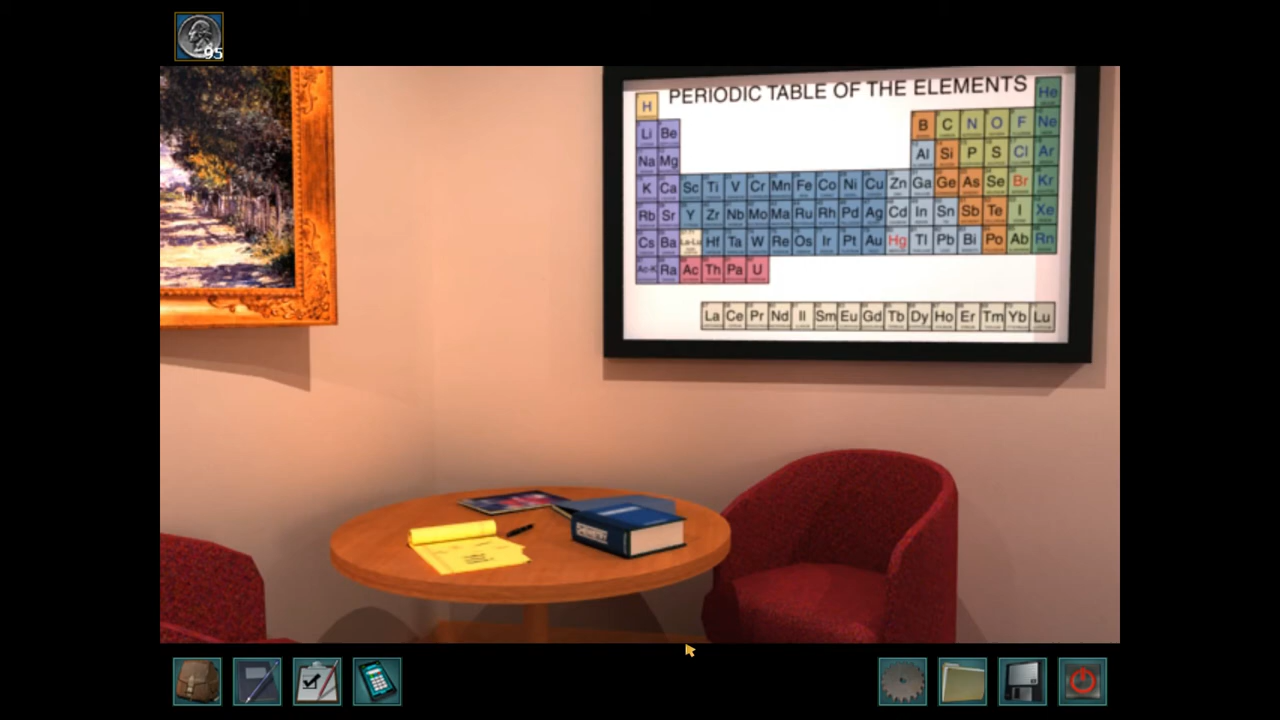 95
PERIODIC TABLE OF THE ELEMENTS
H He
Li Be B C N O F Ne
Na Mg Al Si P S Cl Ar
K Ca Sc Ti V Cr Mn Fe Co Ni Cu Zn Ga Ge As Se Br Kr
Rb Sr Y Zr Nb Mo Ma Ru Rh Pd Ag Cd In Sn Sb Te I Xe
Cs Ba La-Lu Hf Ta W Re Os Ir Pt Au Hg Tl Pb Bi Po Ab Rn
Ra Ac Th Pa U
La Ce Pr Nd Il Sm Eu Gd Tb Dy Ho Er Tm Yb Lu